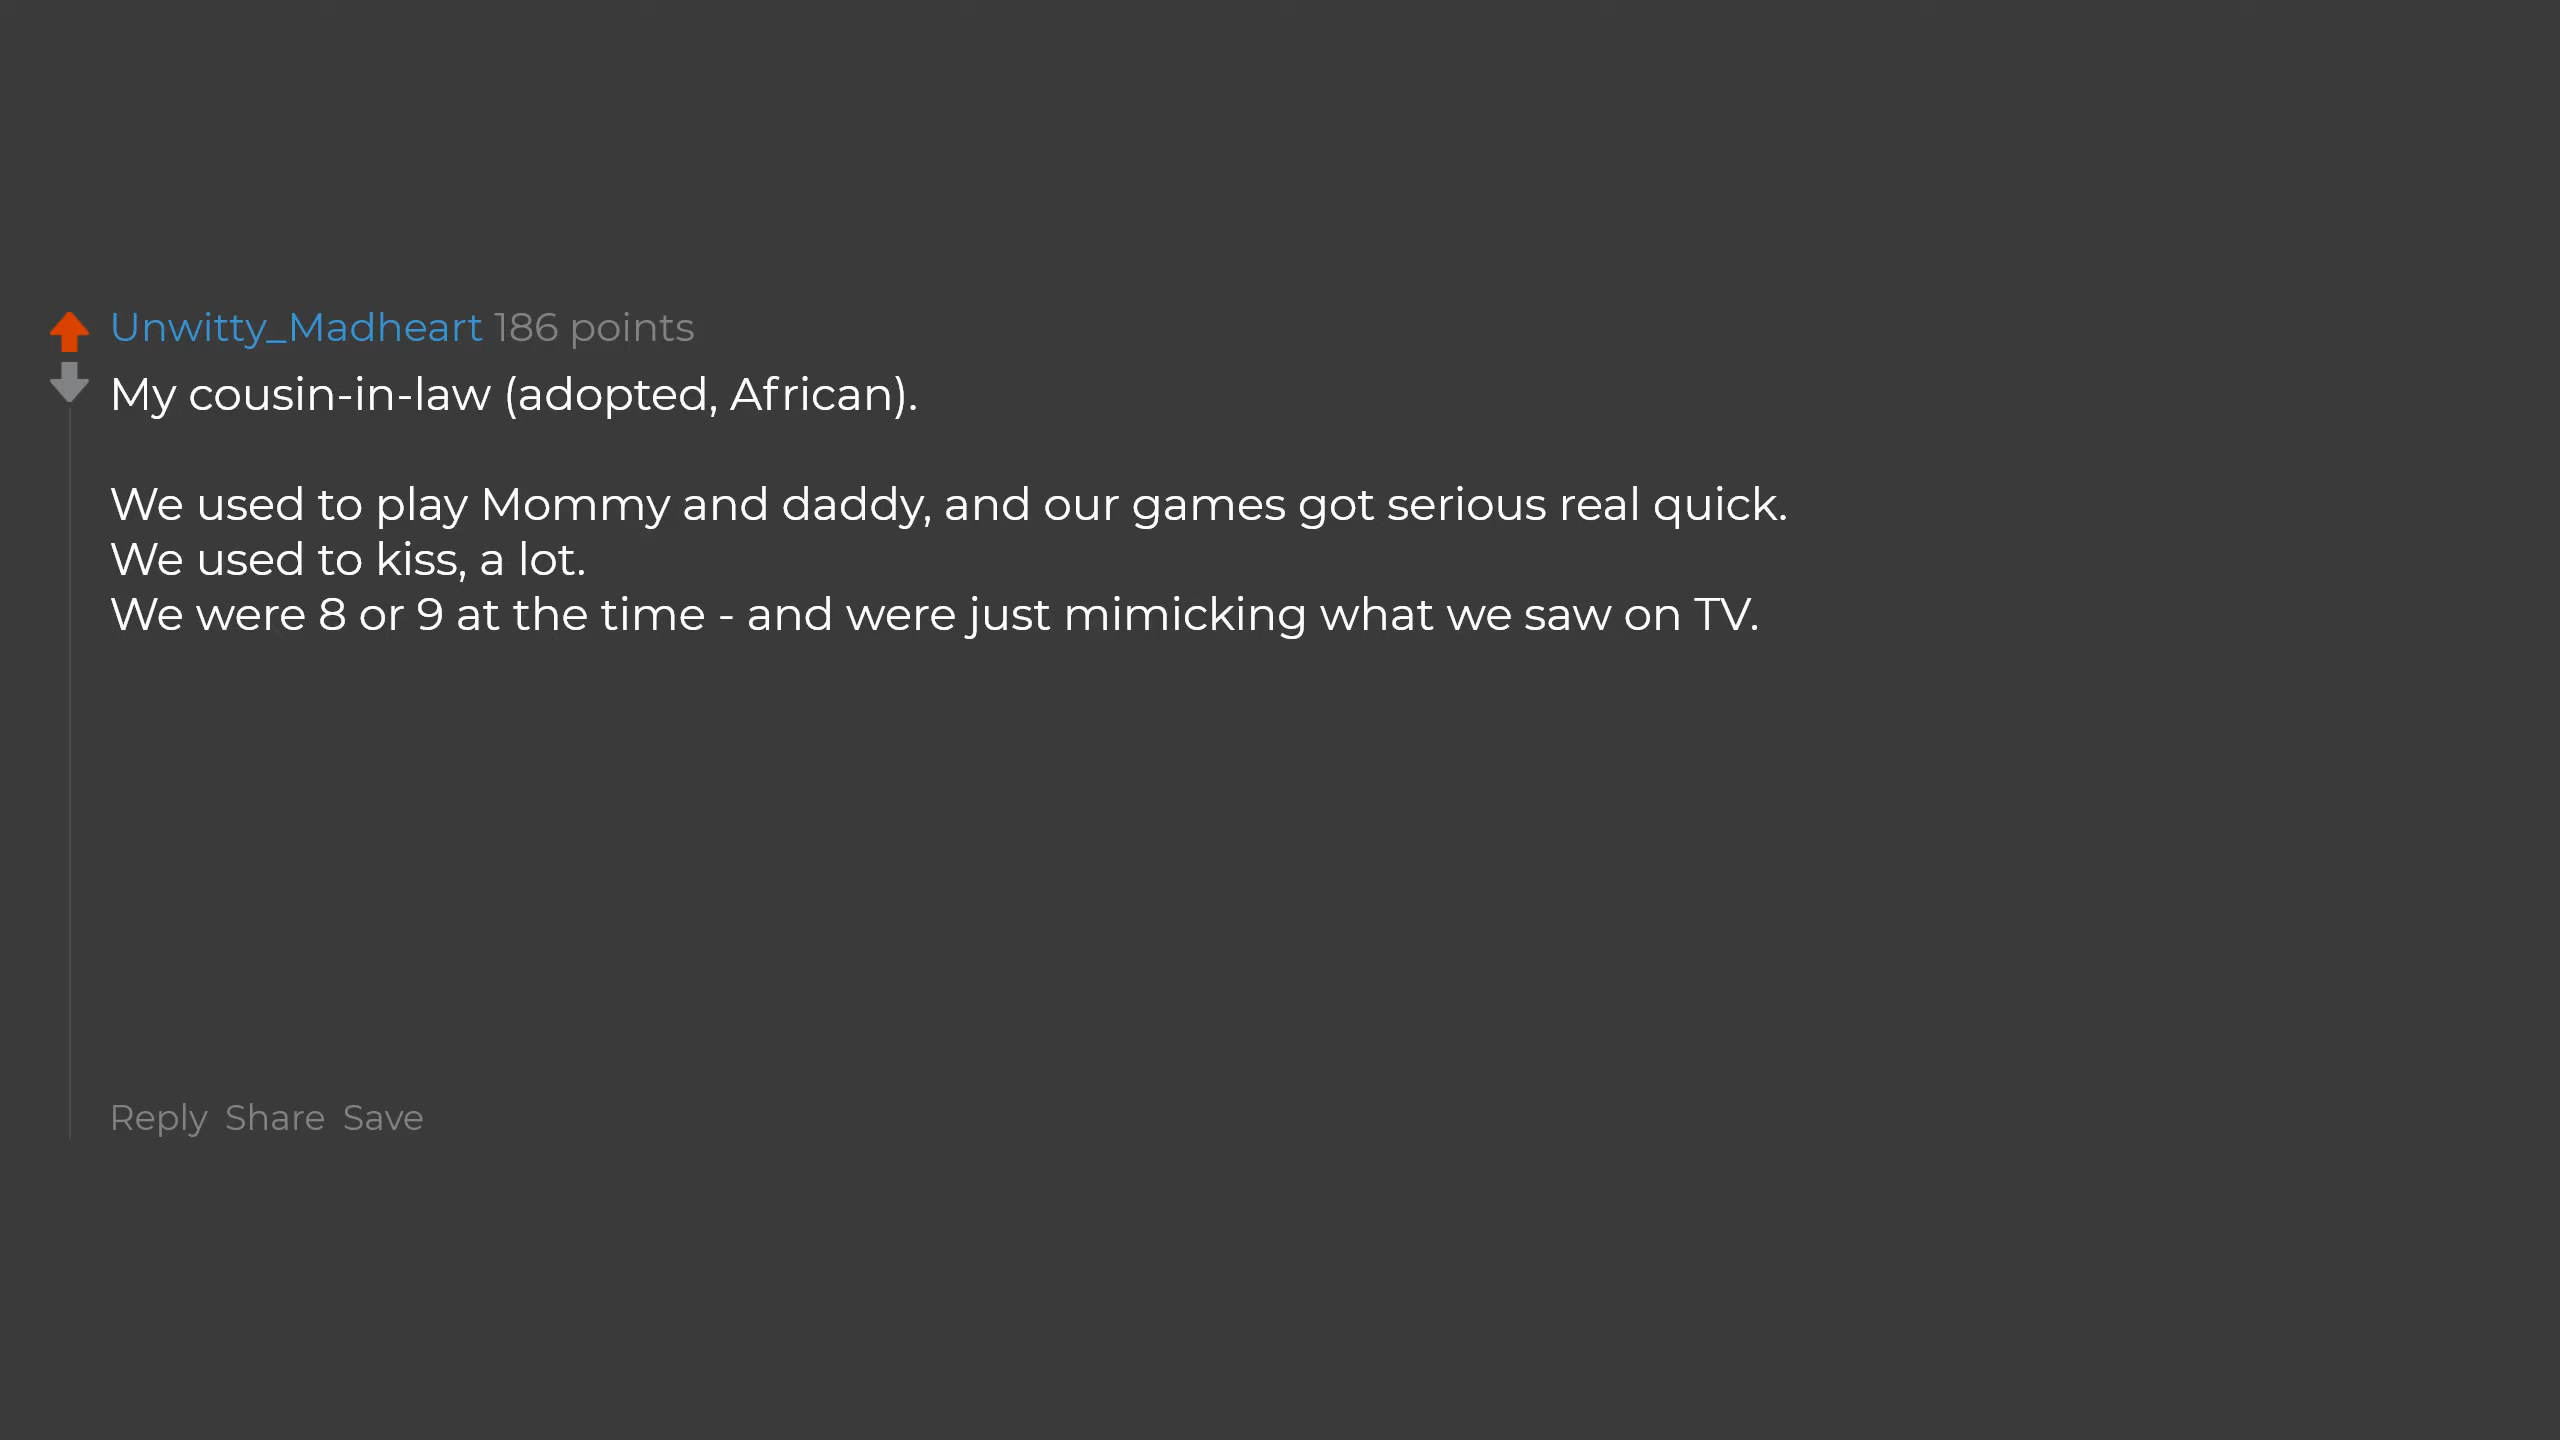 Unwitty_Madheart 186 points
My cousin-in-law (adopted, African).
We used to play Mommy and daddy, and our games got serious real quick.
We used to kiss, a lot.
We were 8 or 9 at the time - and were just mimicking what we saw on TV.
Reply Share Save